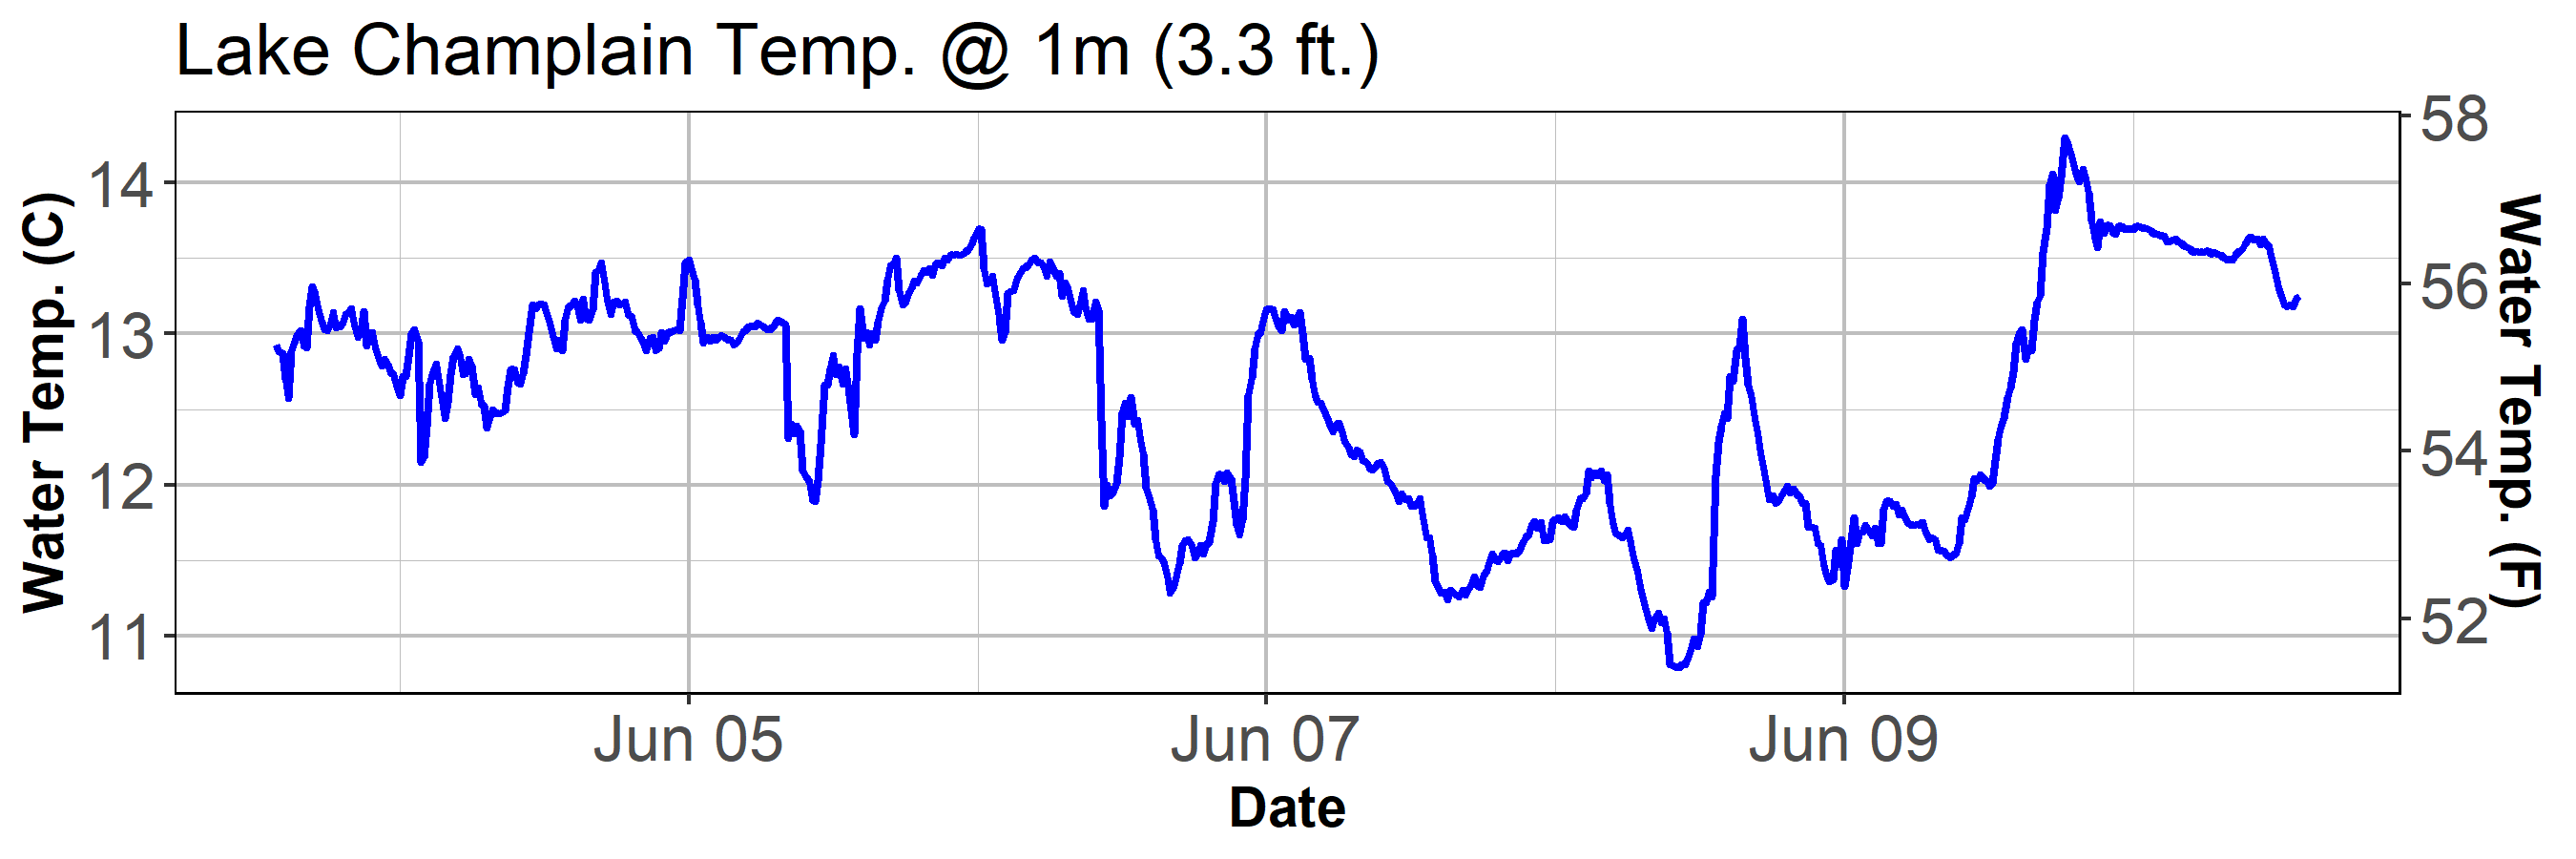 Lake Champlain Temp. @ 1m (3.3 ft.)
Water Temp. (C)
14
13
12
11
58
56
54
52
Water Temp. (F)
Jun 05
Jun 07
Jun 09
Date